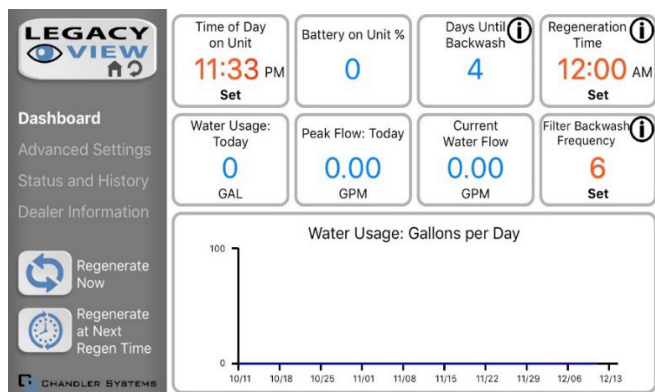 LEGACY
VIEW
Dashboard
Advanced Settings
Status and History
Dealer Information
Regenerate
Now
Regenerate
at Next
Regen Time
CHANDLER SYSTEMS
Time of Day
on Unit
11:33 PM
Set
Battery on Unit %
0
Days Until
Backwash
i
4
Regeneration
Time
i
12:00 AM
Set
Water Usage:
Today
0
GAL
Peak Flow: Today
0.00
GPM
Current
Water Flow
0.00
GPM
Filter Backwash
Frequency
i
6
Set
Water Usage: Gallons per Day
100
0
10/11 10/18 10/25 11/01 11/08 11/15 11/22 11/29 12/06 12/13